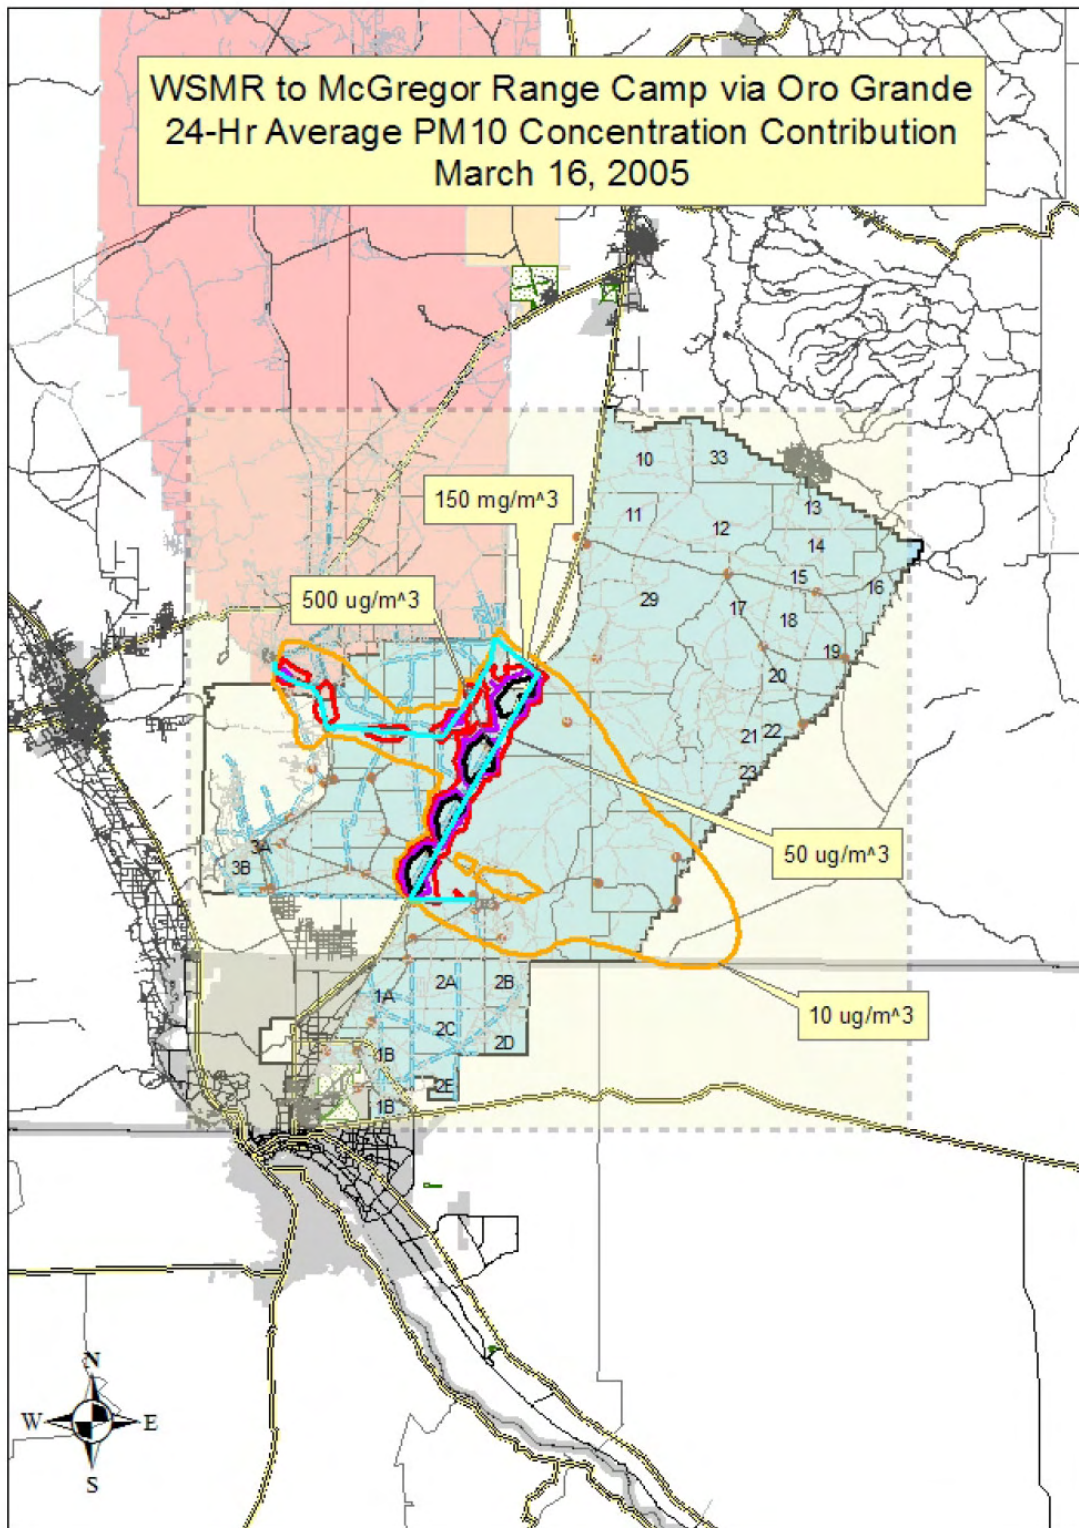 WSMR to McGregor Range Camp via Oro Grande
24-Hr Average PM10 Concentration Contribution
March 16, 2005
10
33
150 mg/m^3
13
11
12
14
15
16
500 ug/m^3
29
17
18
19
20
21
22
23
50 ug/m^3
3A
3B
10 ug/m^3
1A
2A
2B
2C
2D
1B
2E
1B
N
W
E
S